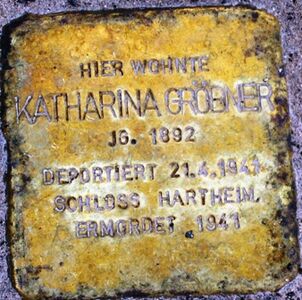 HIER WOHNTE
KATHARINA GRÖBNER
JG. 1892
DEPORTIERT 21.4.1941
SCHLOSS HARTHEIM
ERMORDET 1941